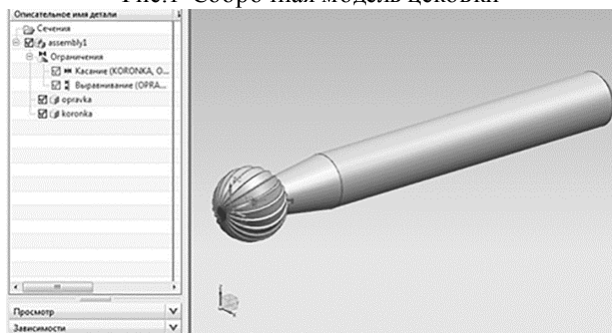 Рис.1 Сборочная модель цековки
Описательное имя детали
Сечения
assembly1
Ограничения
Касание (KORONKA, O...
Выравнивание (OPRA...
opravka
koronka
Просмотр
Зависимости